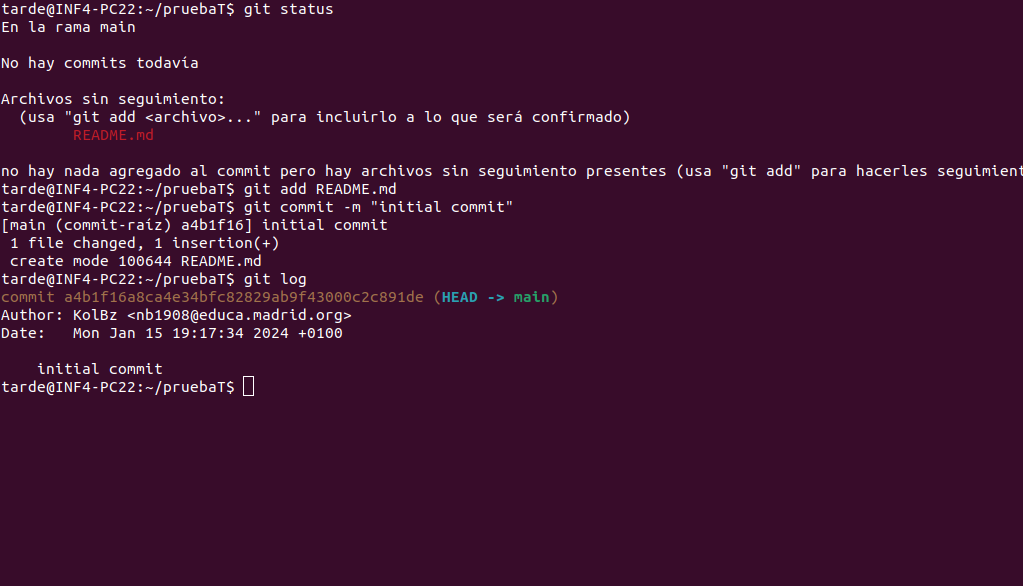 tarde@INF4-PC22:~/pruebaT$ git status
En la rama main
No hay commits todavía
Archivos sin seguimiento:
  (usa "git add <archivo>..." para incluirlo a lo que será confirmado)
        README.md
no hay nada agregado al commit pero hay archivos sin seguimiento presentes (usa "git add" para hacerles seguimient
tarde@INF4-PC22:~/pruebaT$ git add README.md
tarde@INF4-PC22:~/pruebaT$ git commit -m "initial commit"
[main (commit-raíz) a4b1f16] initial commit
 1 file changed, 1 insertion(+)
 create mode 100644 README.md
tarde@INF4-PC22:~/pruebaT$ git log
commit a4b1f16a8ca4e34bfc82829ab9f43000c2c891de (HEAD -> main)
Author: KolBz <nb1908@educa.madrid.org>
Date:   Mon Jan 15 19:17:34 2024 +0100
    initial commit
tarde@INF4-PC22:~/pruebaT$